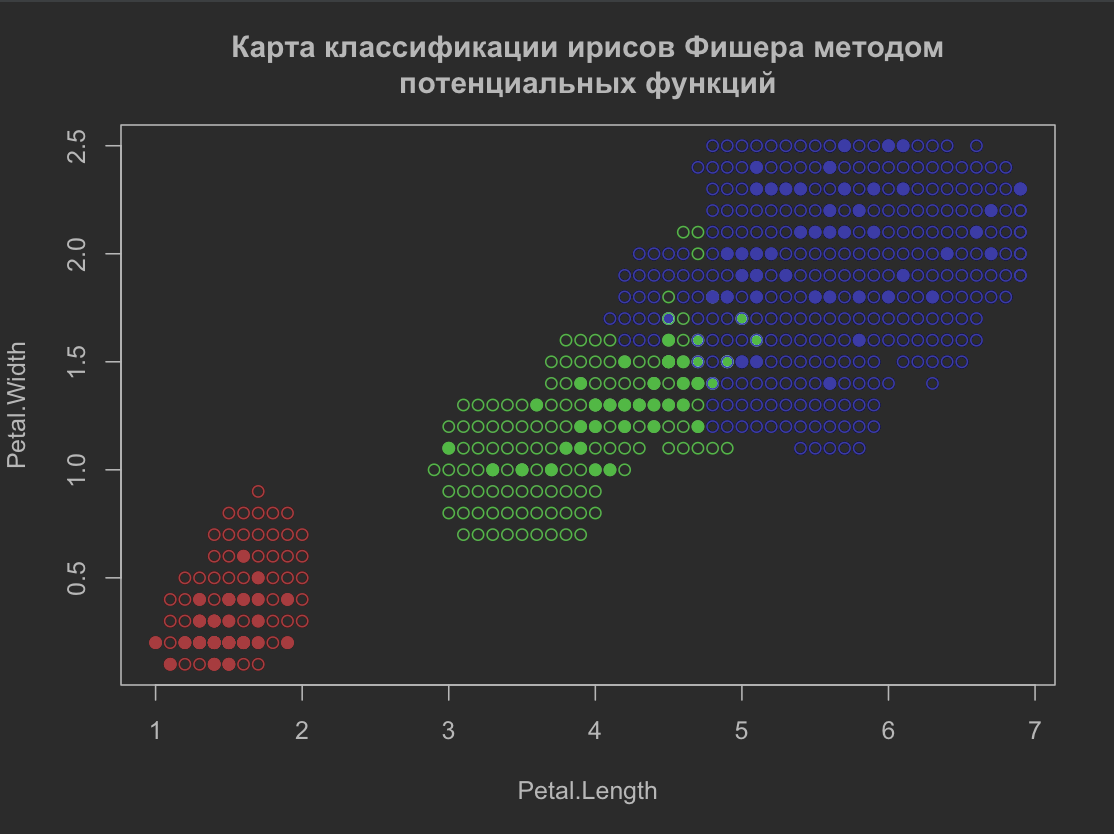 Карта классификации ирисов Фишера методом
потенциальных функций
2.5
2.0
1.5
1.0
0.5
Petal.Width
1 2 3 4 5 6 7
Petal.Length